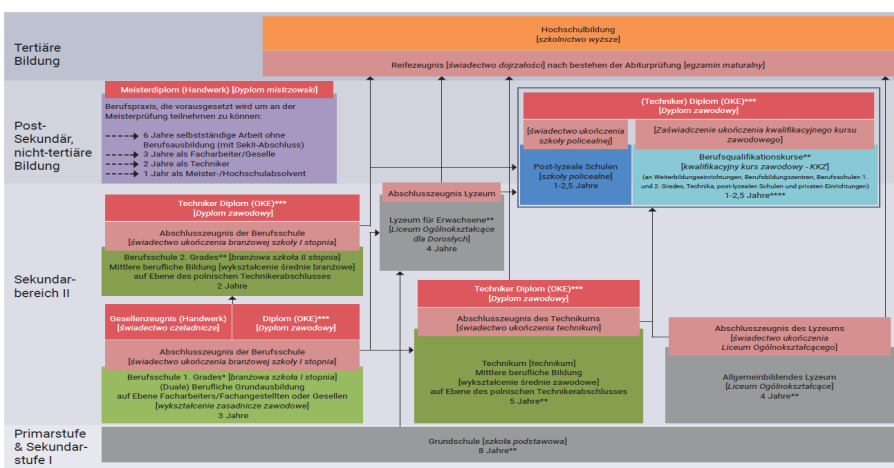 Tertiäre
Bildung
Hochschulbildung
[szkolnictwo wyższe]
Reifezeugnis [świadectwo dojrzałości] nach bestehen der Abiturprüfung [egzamin maturalny]
Post-
Sekundär,
nicht-tertiäre
Bildung
Meisterdiplom (Handwerk) [Dyplom mistrzowski]
Berufspraxis, die vorausgesetzt wird um an der
Meisterprüfung teilnehmen zu können:
6 Jahre selbstständige Arbeit ohne
Berufsausbildung (mit SekII-Abschluss)
3 Jahre als Facharbeiter/Geselle
2 Jahre als Techniker
1 Jahr als Meister-/Hochschulabsolvent
(Techniker) Diplom (OKE)***
[Dyplom zawodowy]
[świadectwo ukończenia
szkoły policealnej]
[Zaświadczenie ukończenia kwalifikacyjnego kursu
zawodowego]
Post-lyzeale Schulen
[szkoły policealne]
1-2,5 Jahre
Berufsqualifikationskurse**
[kwalifikacyjny kurs zawodowy - KKZ]
(an Weiterbildungseinrichtungen, Berufsbildungszentren, Berufsschulen 1.
und 2. Grades, Technika, post-lyzealen Schulen und privaten Einrichtungen)
1-2,5 Jahre****
Sekundar-
bereich II
Techniker Diplom (OKE)***
[Dyplom zawodowy]
Abschlusszeugnis der Berufsschule
[świadectwo ukończenia branżowej szkoły I stopnia]
Berufsschule 2. Grades** [branżowa szkoła II stopnia]
Mittlere berufliche Bildung [wykształcenie średnie branżowe]
auf Ebene des polnischen Technikerabschlusses
2 Jahre
Abschlusszeugnis Lyzeum
Lyzeum für Erwachsene**
[Liceum Ogólnokształcące
dla Dorosłych]
4 Jahre
Gesellenzeugnis (Handwerk)
[świadectwo czeladnicze]
Diplom (OKE)***
[Dyplom zawodowy]
Abschlusszeugnis der Berufsschule
[świadectwo ukończenia branżowej szkoły I stopnia]
Berufsschule 1. Grades* [branżowa szkoła I stopnia]
(Duale) Berufliche Grundausbildung
auf Ebene Facharbeiters/Fachangestellten oder Gesellen
[wykształcenie zasadnicze zawodowe]
3 Jahre
Techniker Diplom (OKE)***
[Dyplom zawodowy]
Abschlusszeugnis des Technikums
[świadectwo ukończenia technikum]
Technikum [technikum]
Mittlere berufliche Bildung
[wykształcenie średnie zawodowe]
auf Ebene des polnischen Technikerabschlusses
5 Jahre**
Abschlusszeugnis des Lyzeums
[świadectwo ukończenia
Liceum Ogólnokształcącego]
Allgemeinbildendes Lyzeum
[Liceum Ogólnokształcące]
4 Jahre**
Primarstufe
& Sekundar-
stufe I
Grundschule [szkoła podstawowa]
8 Jahre**